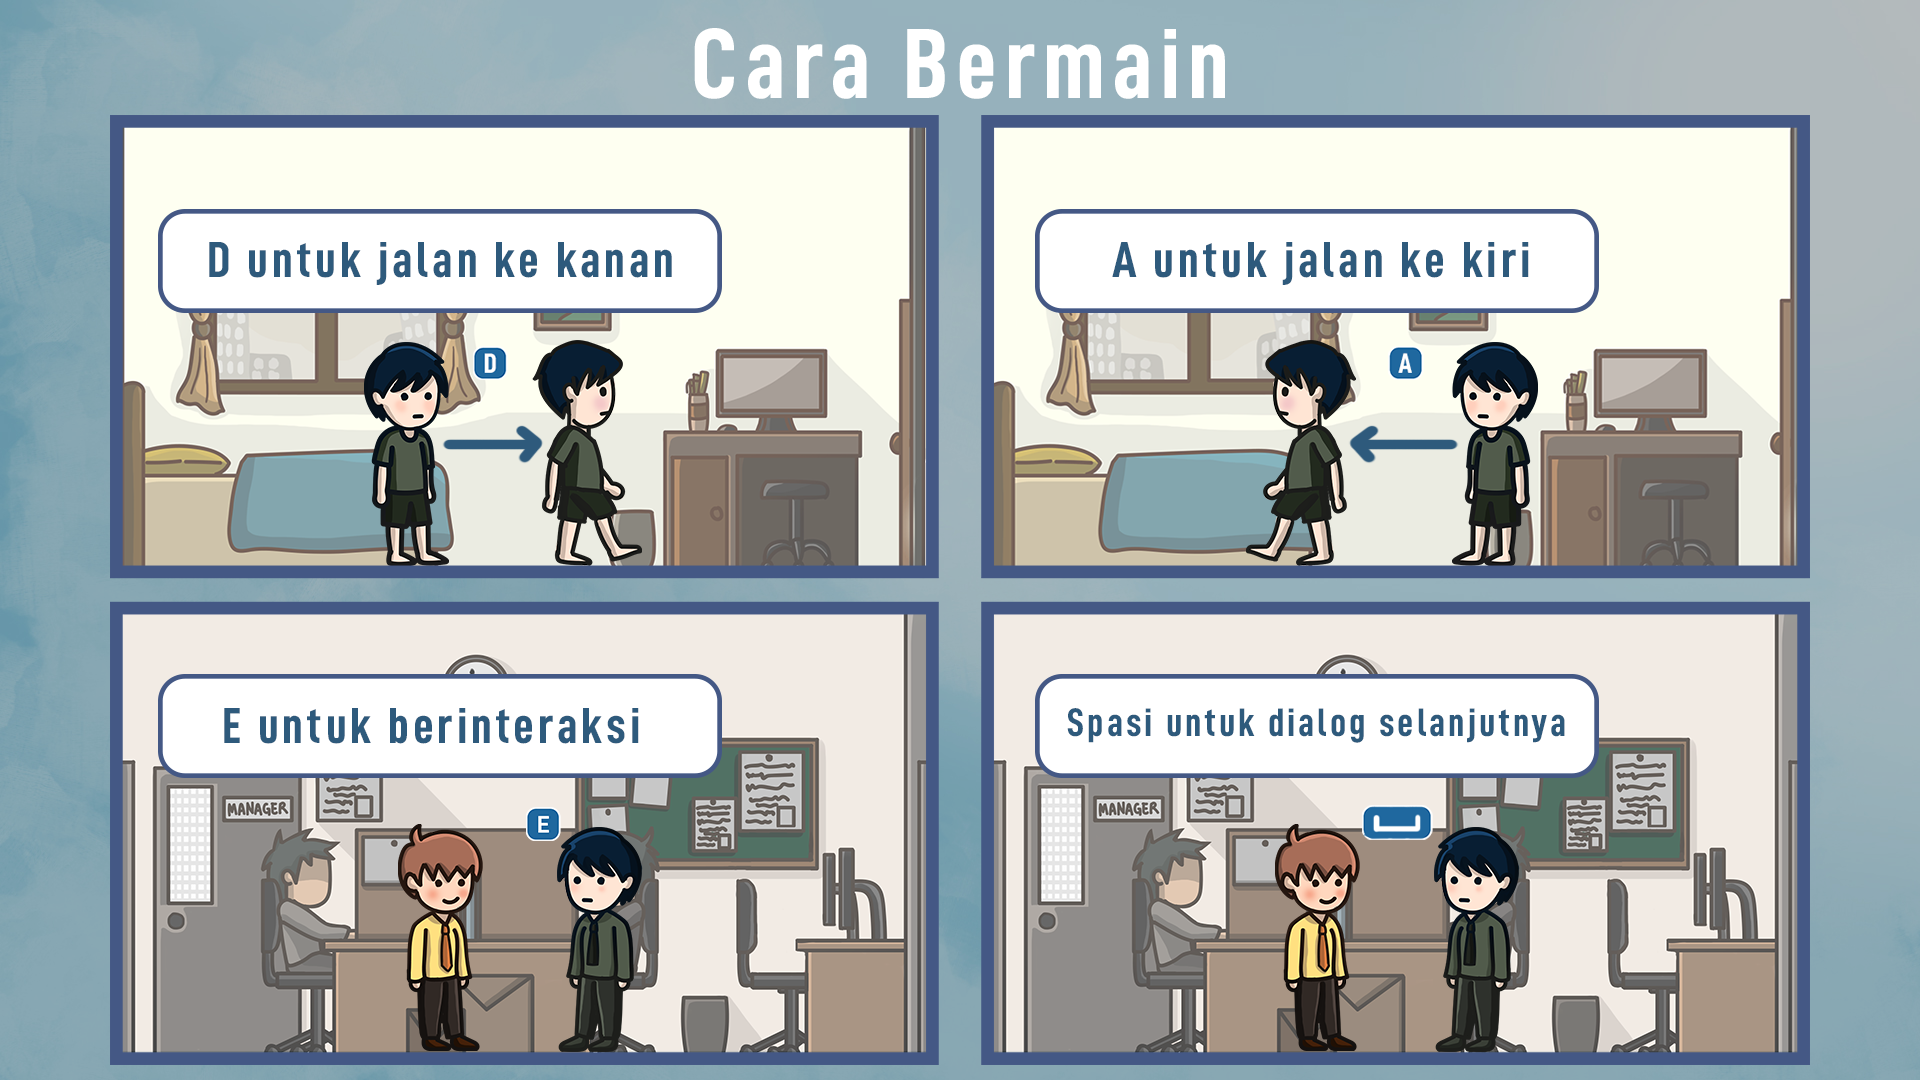 Cara Bermain
D untuk jalan ke kanan
D
A untuk jalan ke kiri
A
E untuk berinteraksi
MANAGER
E
Spasi untuk dialog selanjutnya
MANAGER